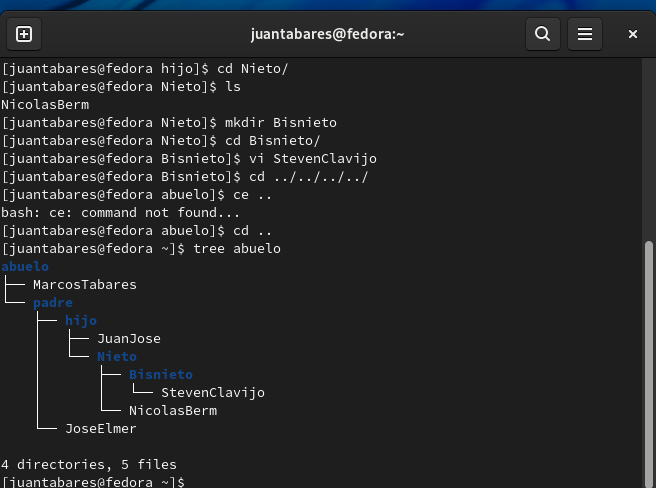 juantabares@fedora:~
[juantabares@fedora hijo]$ cd Nieto/
[juantabares@fedora Nieto]$ ls
NicolasBerm
[juantabares@fedora Nieto]$ mkdir Bisnieto
[juantabares@fedora Nieto]$ cd Bisnieto/
[juantabares@fedora Bisnieto]$ vi StevenClavijo
[juantabares@fedora Bisnieto]$ cd ../../../../
[juantabares@fedora abuelo]$ ce ..
bash: ce: command not found...
[juantabares@fedora abuelo]$ cd ..
[juantabares@fedora ~]$ tree abuelo
abuelo
├── MarcosTabares
└── padre
    ├── hijo
    │   ├── JuanJose
    │   └── Nieto
    │       ├── Bisnieto
    │       │   └── StevenClavijo
    │       └── NicolasBerm
    └── JoseElmer
4 directories, 5 files
[juantabares@fedora ~]$